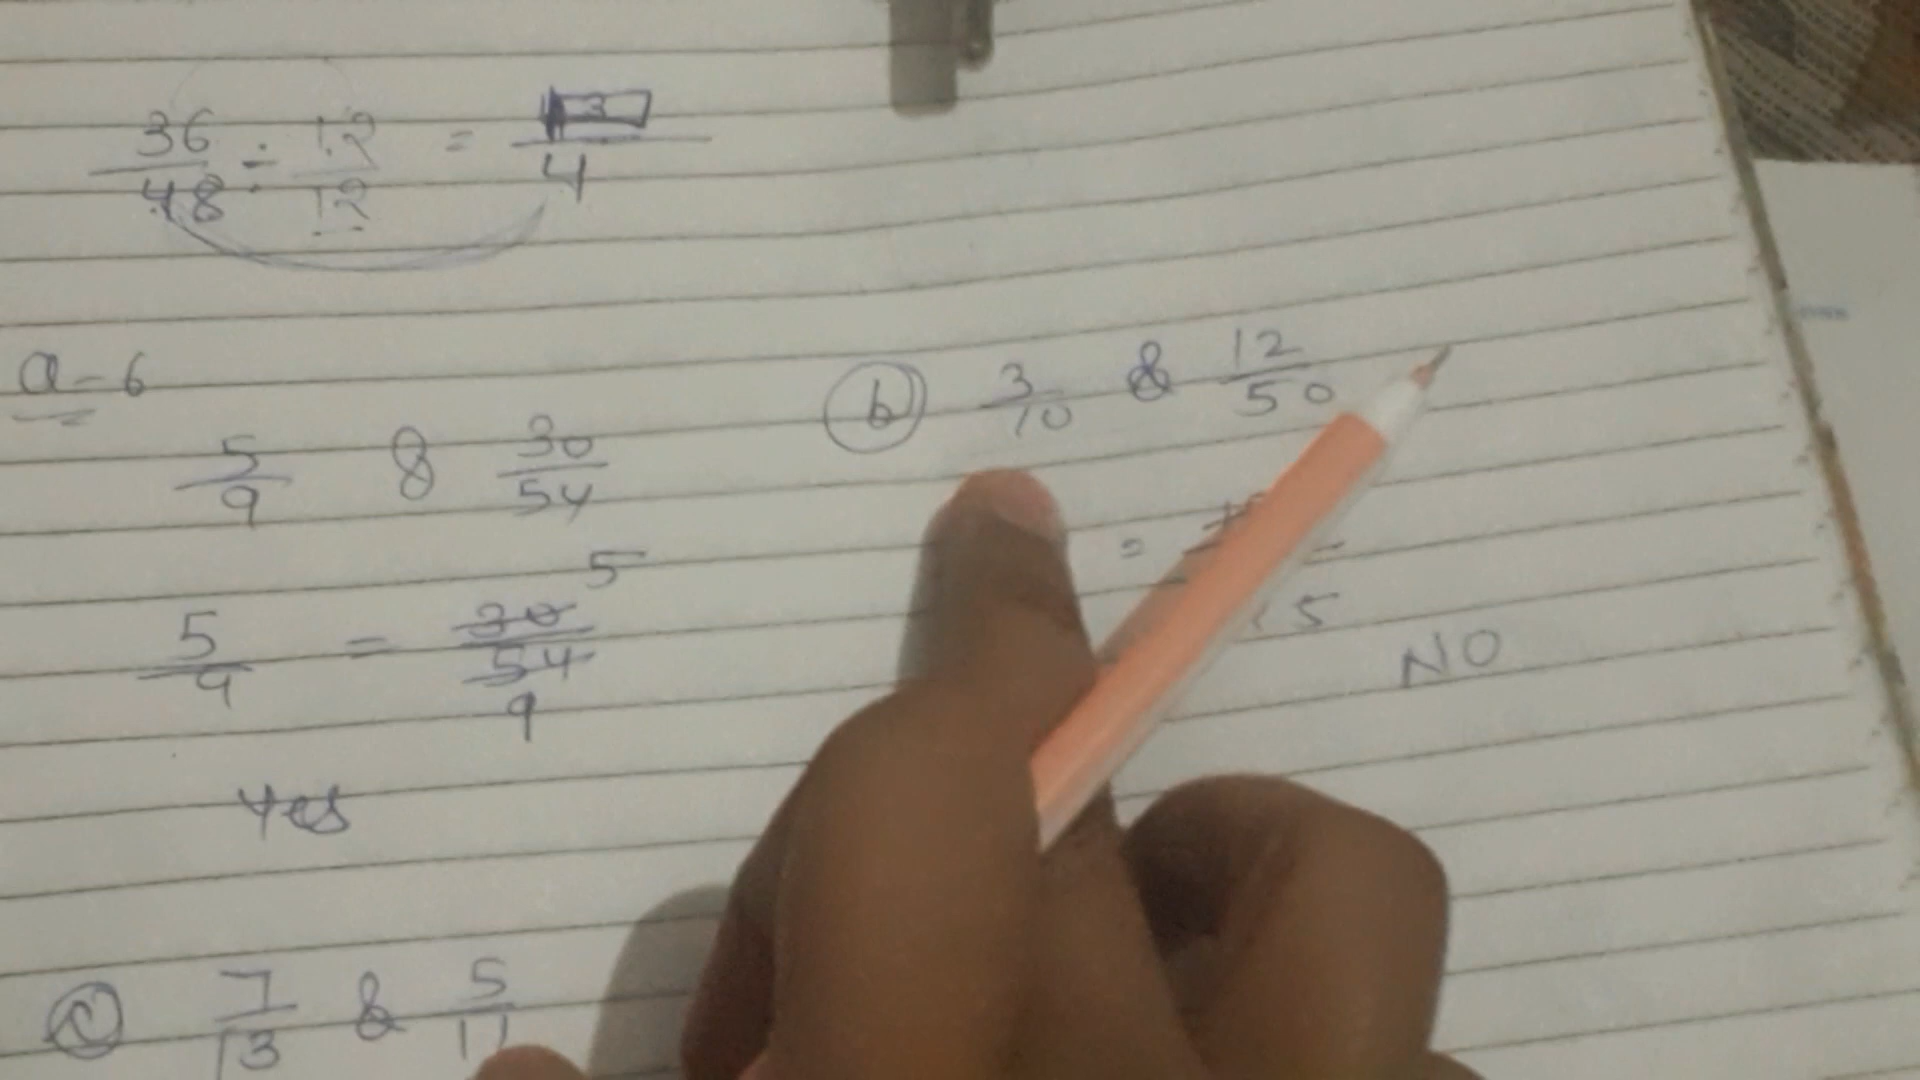 36/48 ÷ 12/12 = 3/4
a-6
5/9 & 30/54
(b) 3/10 & 12/50
5
5/9 = 30/54
9
=
5
NO
Yes
(c) 7/13 & 5/11